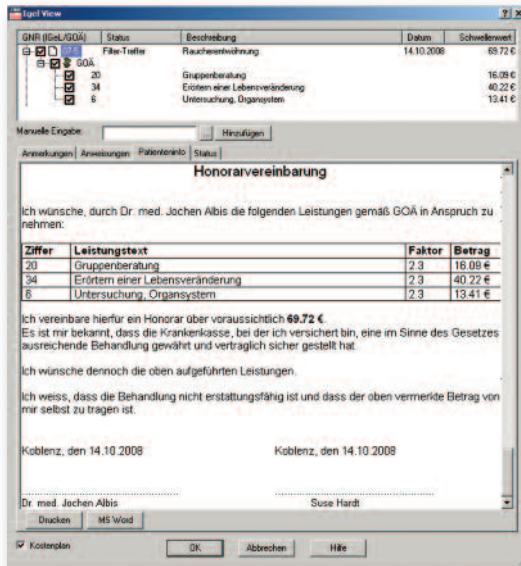 Igel View
GNR (IGeL/GOÄ) Status Beschreibung Datum Schwellenwert
Filter-Treffer Raucherentwöhnung 14.10.2008 69.72 €
GOÄ
20 Gruppenberatung 16.09 €
34 Erörtern einer Lebensveränderung 40.22 €
6 Untersuchung, Organsystem 13.41 €
Manuelle Eingabe: ... Hinzufügen
Anmerkungen Anweisungen Patienteninfo Status
Honorarvereinbarung
Ich wünsche, durch Dr. med. Jochen Albis die folgenden Leistungen gemäß GOÄ in Anspruch zu
nehmen:
Ziffer Leistungstext Faktor Betrag
20 Gruppenberatung 2.3 16.09 €
34 Erörtern einer Lebensveränderung 2.3 40.22 €
6 Untersuchung, Organsystem 2.3 13.41 €
Ich vereinbare hierfür ein Honorar über voraussichtlich 69.72 €.
Es ist mir bekannt, dass die Krankenkasse, bei der ich versichert bin, eine im Sinne des Gesetzes
ausreichende Behandlung gewährt und vertraglich sicher gestellt hat.
Ich wünsche dennoch die oben aufgeführten Leistungen.
Ich weiss, dass die Behandlung nicht erstattungsfähig ist und dass der oben vermerkte Betrag von
mir selbst zu tragen ist.
Koblenz, den 14.10.2008 Koblenz, den 14.10.2008
Dr. med. Jochen Albis Suse Hardt
Drucken MS Word
Kostenplan OK Abbrechen Hilfe